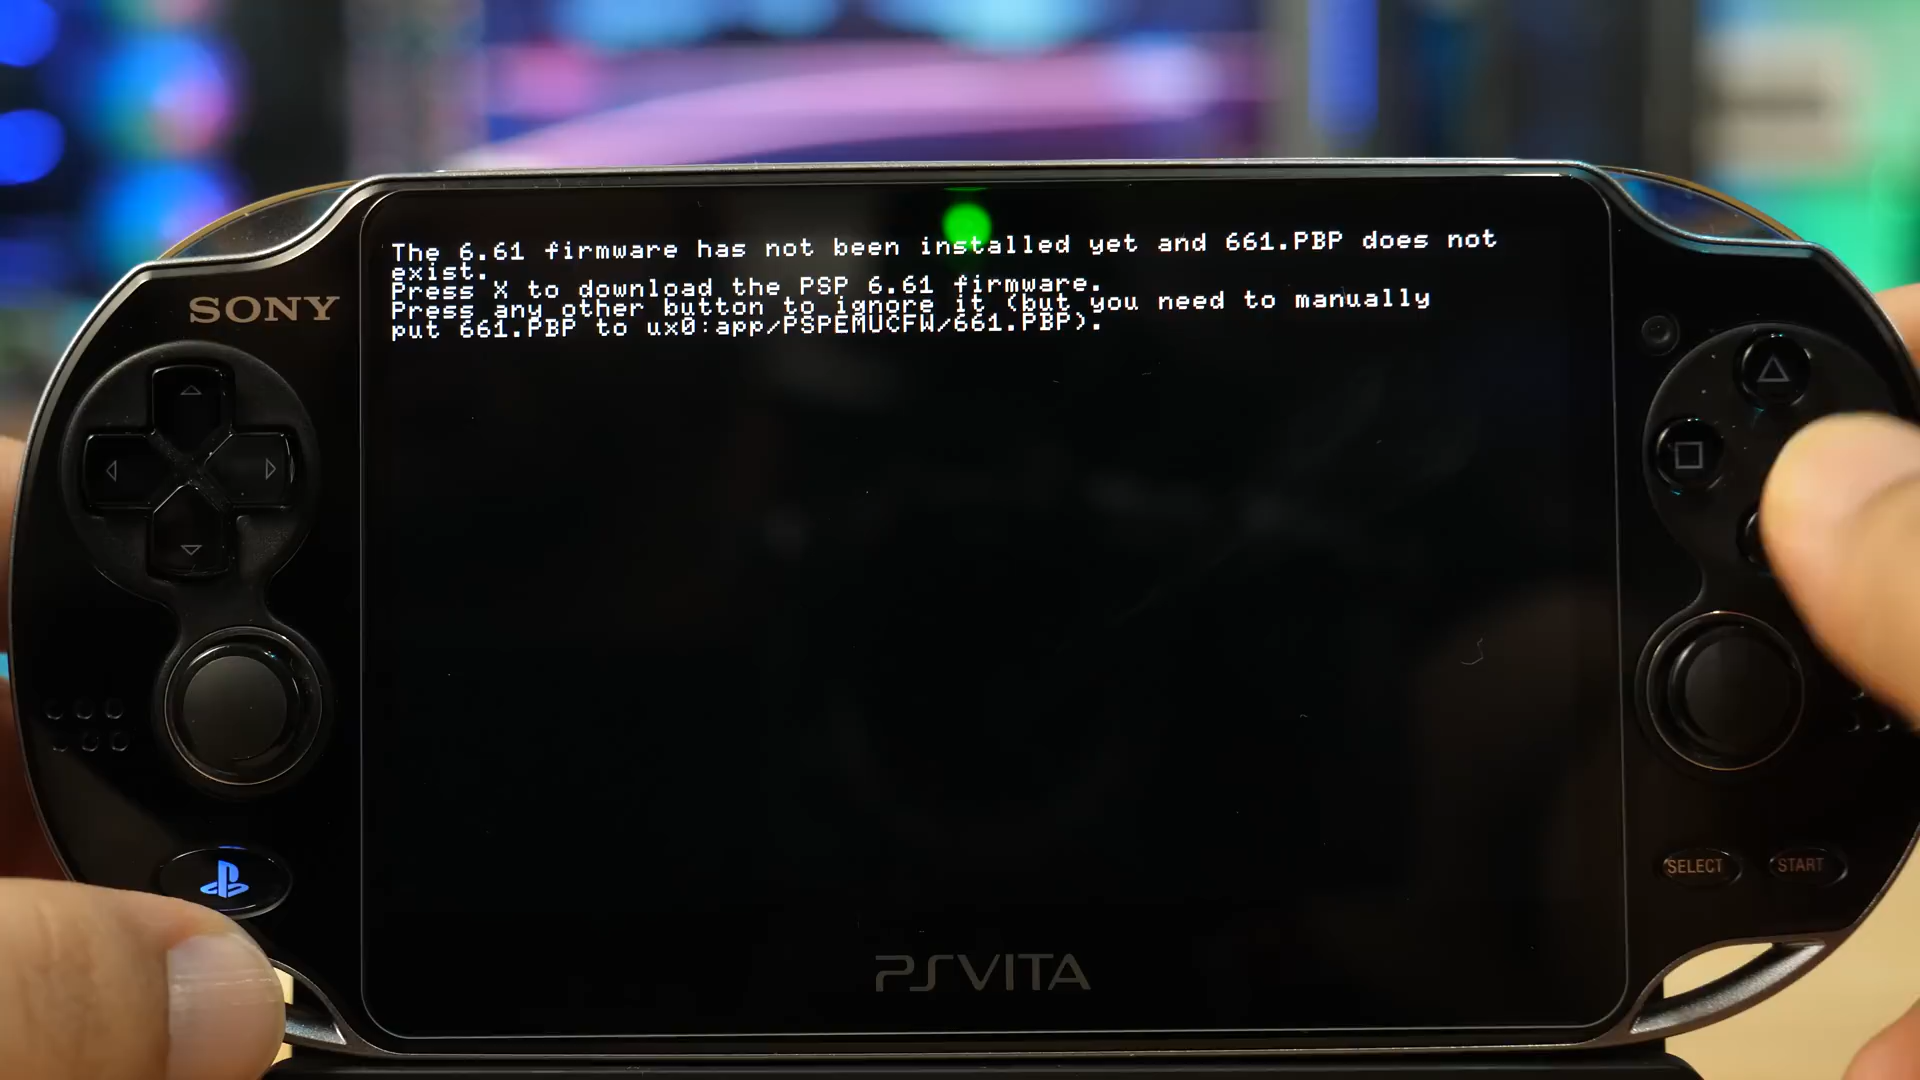 The 6.61 firmware has not been installed yet and 661.PBP does not
exist.
Press X to download the PSP 6.61 firmware.
Press any other button to ignore it (but you need to manually
put 661.PBP to ux0:app/PSPEMUCFW/661.PBP).
SONY
SELECT
START
PSVITA